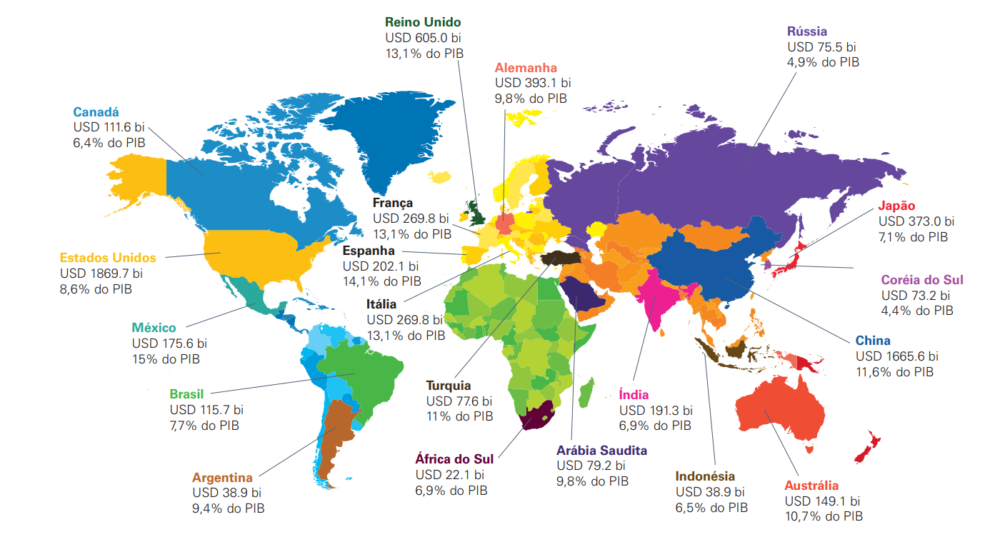 Reino Unido
USD 605.0 bi
13,1% do PIB
Rússia
USD 75.5 bi
4,9% do PIB
Alemanha
USD 393.1 bi
9,8% do PIB
Canadá
USD 111.6 bi
6,4% do PIB
França
USD 269.8 bi
13,1% do PIB
Japão
USD 373.0 bi
7,1% do PIB
Estados Unidos
USD 1869.7 bi
8,6% do PIB
Espanha
USD 202.1 bi
14,1% do PIB
Coréia do Sul
USD 73.2 bi
4,4% do PIB
Itália
USD 269.8 bi
13,1% do PIB
México
USD 175.6 bi
15% do PIB
China
USD 1665.6 bi
11,6% do PIB
Brasil
USD 115.7 bi
7,7% do PIB
Turquia
USD 77.6 bi
11% do PIB
Índia
USD 191.3 bi
6,9% do PIB
África do Sul
USD 22.1 bi
6,9% do PIB
Arábia Saudita
USD 79.2 bi
9,8% do PIB
Argentina
USD 38.9 bi
9,4% do PIB
Indonésia
USD 38.9 bi
6,5% do PIB
Austrália
USD 149.1 bi
10,7% do PIB